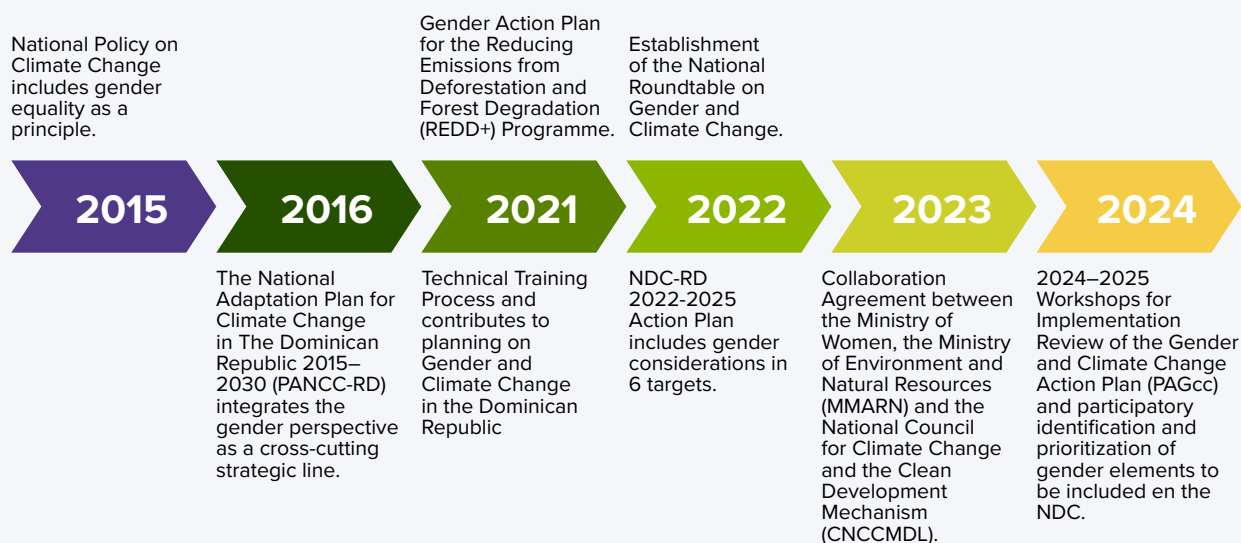 National Policy on
Climate Change
includes gender
equality as a
principle.
Gender Action Plan
for the Reducing
Emissions from
Deforestation and
Forest Degradation
(REDD+) Programme.
Establishment
of the National
Roundtable on
Gender and
Climate Change.
2015
2016
2021
2022
2023
2024
The National
Adaptation Plan for
Climate Change
in The Dominican
Republic 2015–
2030 (PANCC-RD)
integrates the
gender perspective
as a cross-cutting
strategic line.
Technical Training
Process and
contributes to
planning on
Gender and
Climate Change
in the Dominican
Republic
NDC-RD
2022-2025
Action Plan
includes gender
considerations in
6 targets.
Collaboration
Agreement between
the Ministry of
Women, the Ministry
of Environment and
Natural Resources
(MMARN) and the
National Council
for Climate Change
and the Clean
Development
Mechanism
(CNCCMDL).
2024–2025
Workshops for
Implementation
Review of the Gender
and Climate Change
Action Plan (PAGcc)
and participatory
identification and
prioritization of
gender elements to
be included en the
NDC.